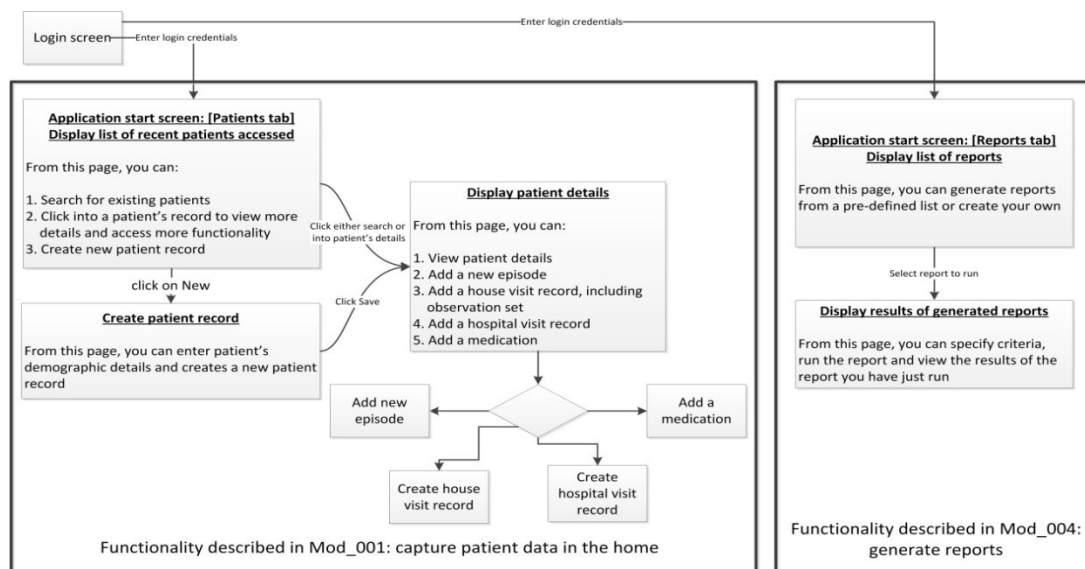 Enter login credentials
Login screen
Enter login credentials
Application start screen: [Patients tab]
Display list of recent patients accessed
From this page, you can:
1. Search for existing patients
2. Click into a patient's record to view more
details and access more functionality
3. Create new patient record
click on New
Create patient record
From this page, you can enter patient's
demographic details and creates a new patient
record
Click either search or
into patient's details
Click Save
Display patient details
From this page, you can:
1. View patient details
2. Add a new episode
3. Add a house visit record, including
observation set
4. Add a hospital visit record
5. Add a medication
Add new
episode
Add a
medication
Create house
visit record
Create
hospital visit
record
Functionality described in Mod_001: capture patient data in the home
Application start screen: [Reports tab]
Display list of reports
From this page, you can generate reports
from a pre-defined list or create your own
Select report to run
Display results of generated reports
From this page, you can specify criteria,
run the report and view the results of the
report you have just run
Functionality described in Mod_004:
generate reports